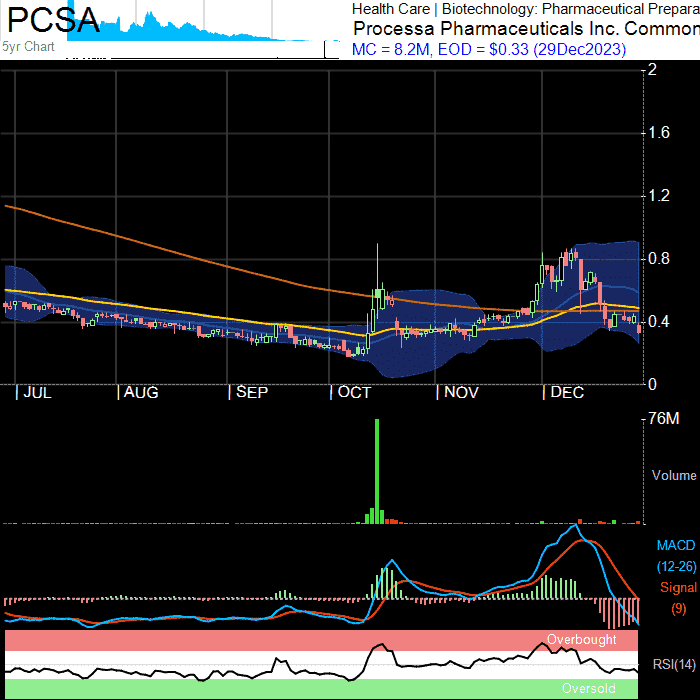 PCSA
5yr Chart
Health Care | Biotechnology: Pharmaceutical Prepara
Processa Pharmaceuticals Inc. Common
MC = 8.2M, EOD = $0.33 (29Dec2023)
2
1.6
1.2
0.8
0.4
0
JUL AUG SEP OCT NOV DEC
76M
Volume
MACD
(12-26)
Signal
(9)
Overbought
RSI(14)
Oversold